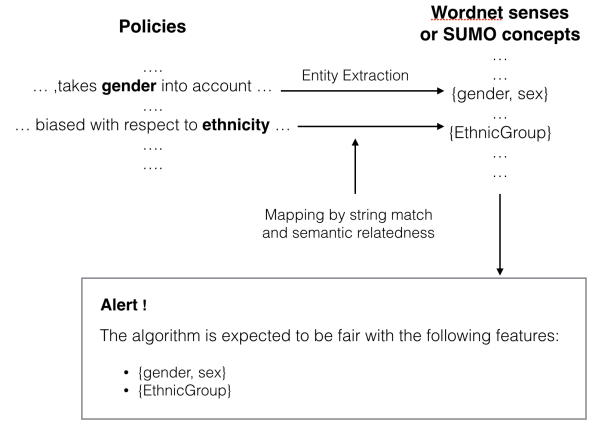 Policies
Wordnet senses
or SUMO concepts
....
... ,takes gender into account ...
....
... biased with respect to ethnicity ...
....
....
Entity Extraction
...
...
{gender, sex}
...
{EthnicGroup}
...
...
Mapping by string match
and semantic relatedness
Alert !
The algorithm is expected to be fair with the following features:
• {gender, sex}
• {EthnicGroup}